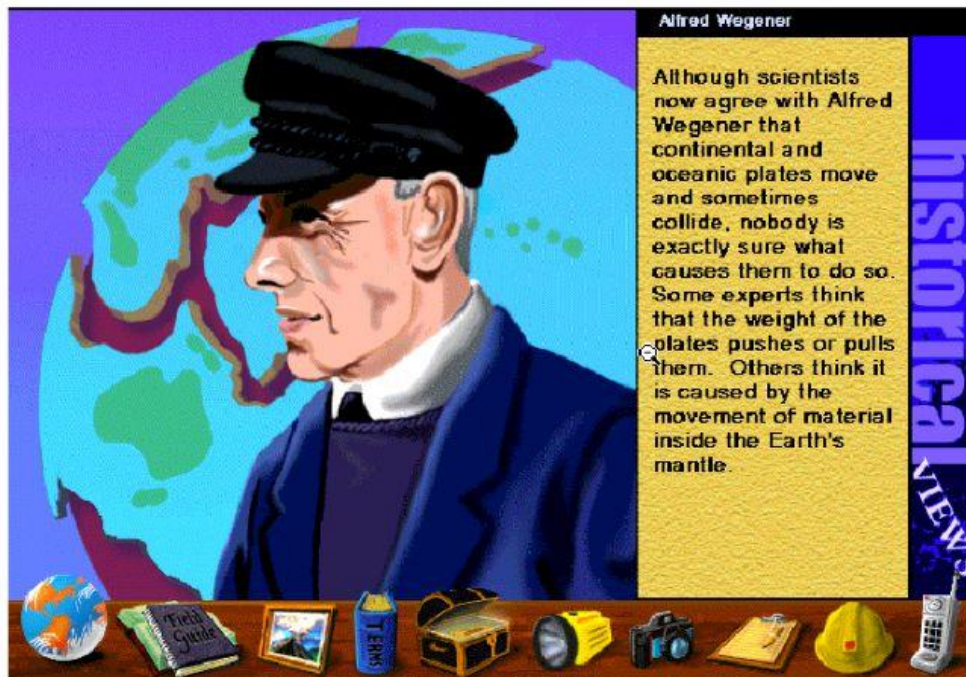 Alfred Wegener
Although scientists
now agree with Alfred
Wegener that
continental and
oceanic plates move
and sometimes
collide, nobody is
exactly sure what
causes them to do so.
Some experts think
that the weight of the
plates pushes or pulls
them. Others think it
is caused by the
movement of material
inside the Earth's
mantle.
historical
VIEWS
Field
Guide
TERMS